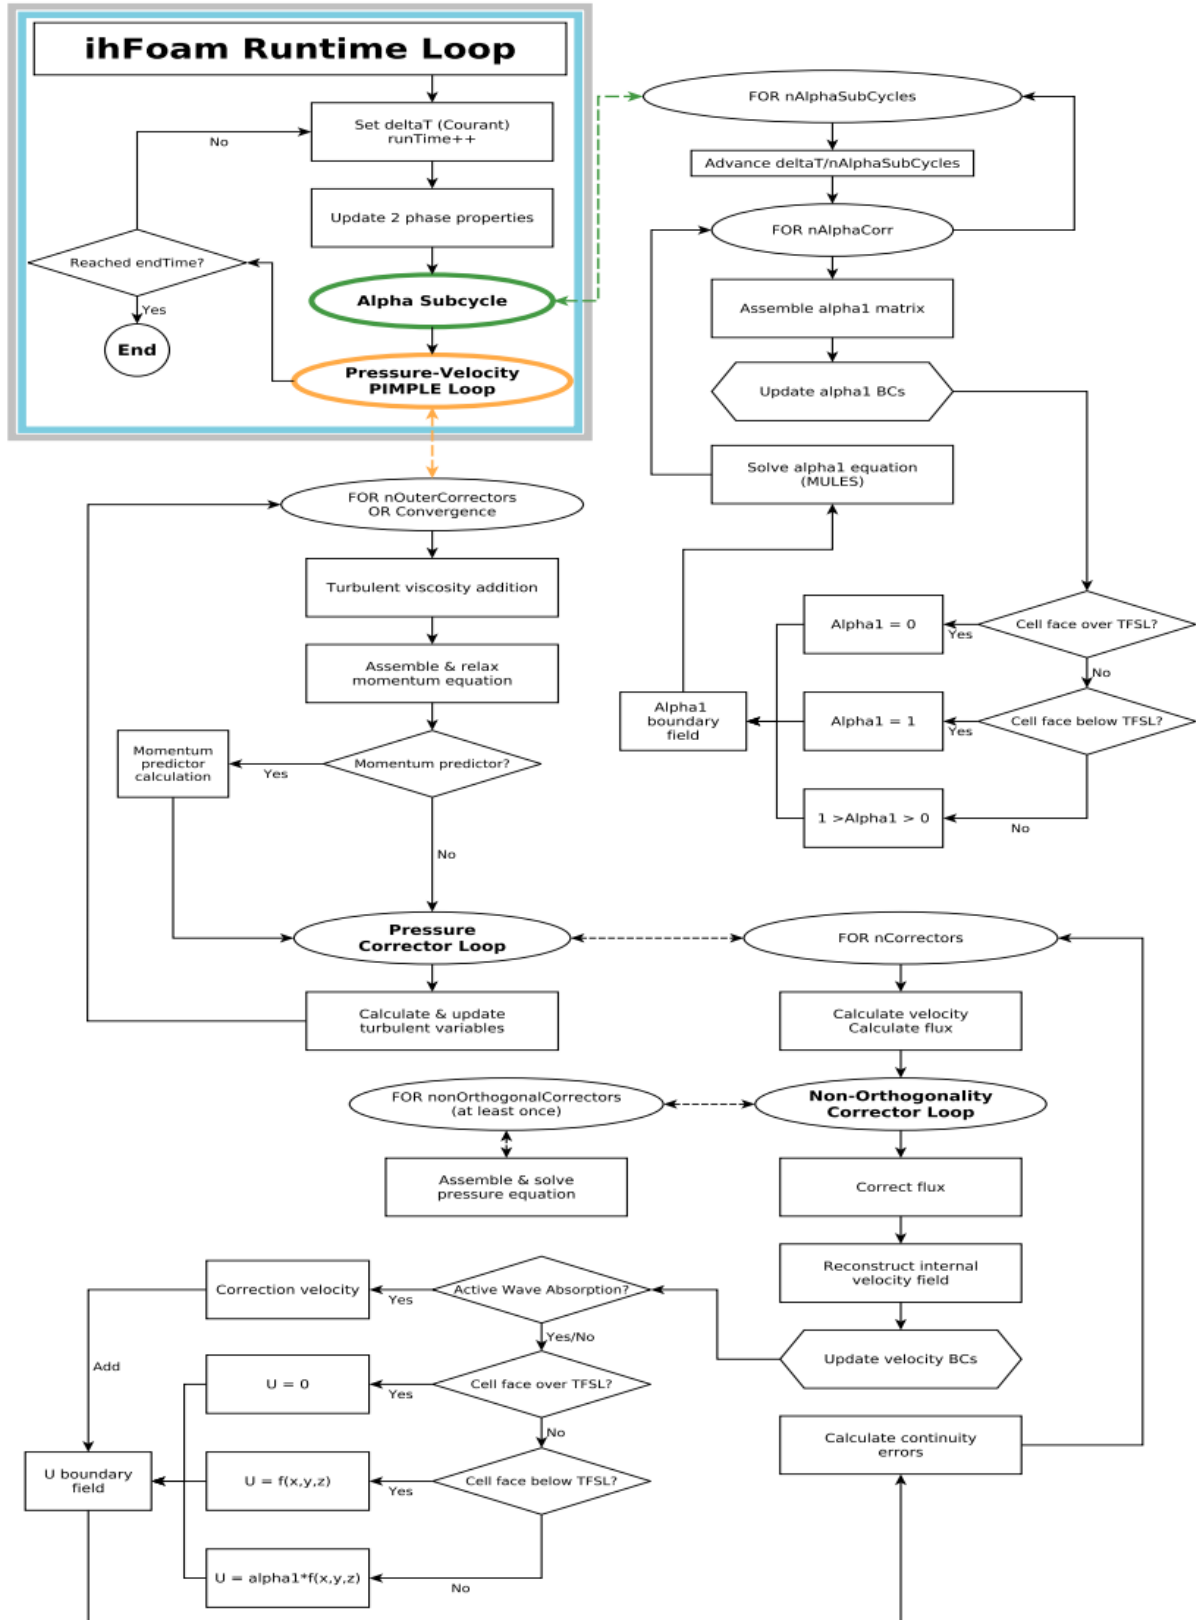 ihFoam Runtime Loop
Set deltaT (Courant)
runTime++
No
Update 2 phase properties
Reached endTime?
Yes
End
Alpha Subcycle
Pressure-Velocity
PIMPLE Loop
FOR nAlphaSubCycles
Advance deltaT/nAlphaSubCycles
FOR nAlphaCorr
Assemble alpha1 matrix
Update alpha1 BCs
Solve alpha1 equation
(MULES)
Cell face over TFSL?
Yes
Alpha1 = 0
No
Cell face below TFSL?
Yes
Alpha1 = 1
Alpha1
boundary
field
1 >Alpha1 > 0
No
FOR nOuterCorrectors
OR Convergence
Turbulent viscosity addition
Assemble & relax
momentum equation
Momentum predictor?
Yes
Momentum
predictor
calculation
No
Pressure
Corrector Loop
Calculate & update
turbulent variables
FOR nCorrectors
Calculate velocity
Calculate flux
Non-Orthogonality
Corrector Loop
FOR nonOrthogonalCorrectors
(at least once)
Assemble & solve
pressure equation
Correct flux
Reconstruct internal
velocity field
Update velocity BCs
Calculate continuity
errors
Active Wave Absorption?
Yes
Correction velocity
Yes/No
Add
Cell face over TFSL?
Yes
U = 0
No
Cell face below TFSL?
Yes
U = f(x,y,z)
U boundary
field
U = alpha1*f(x,y,z)
No